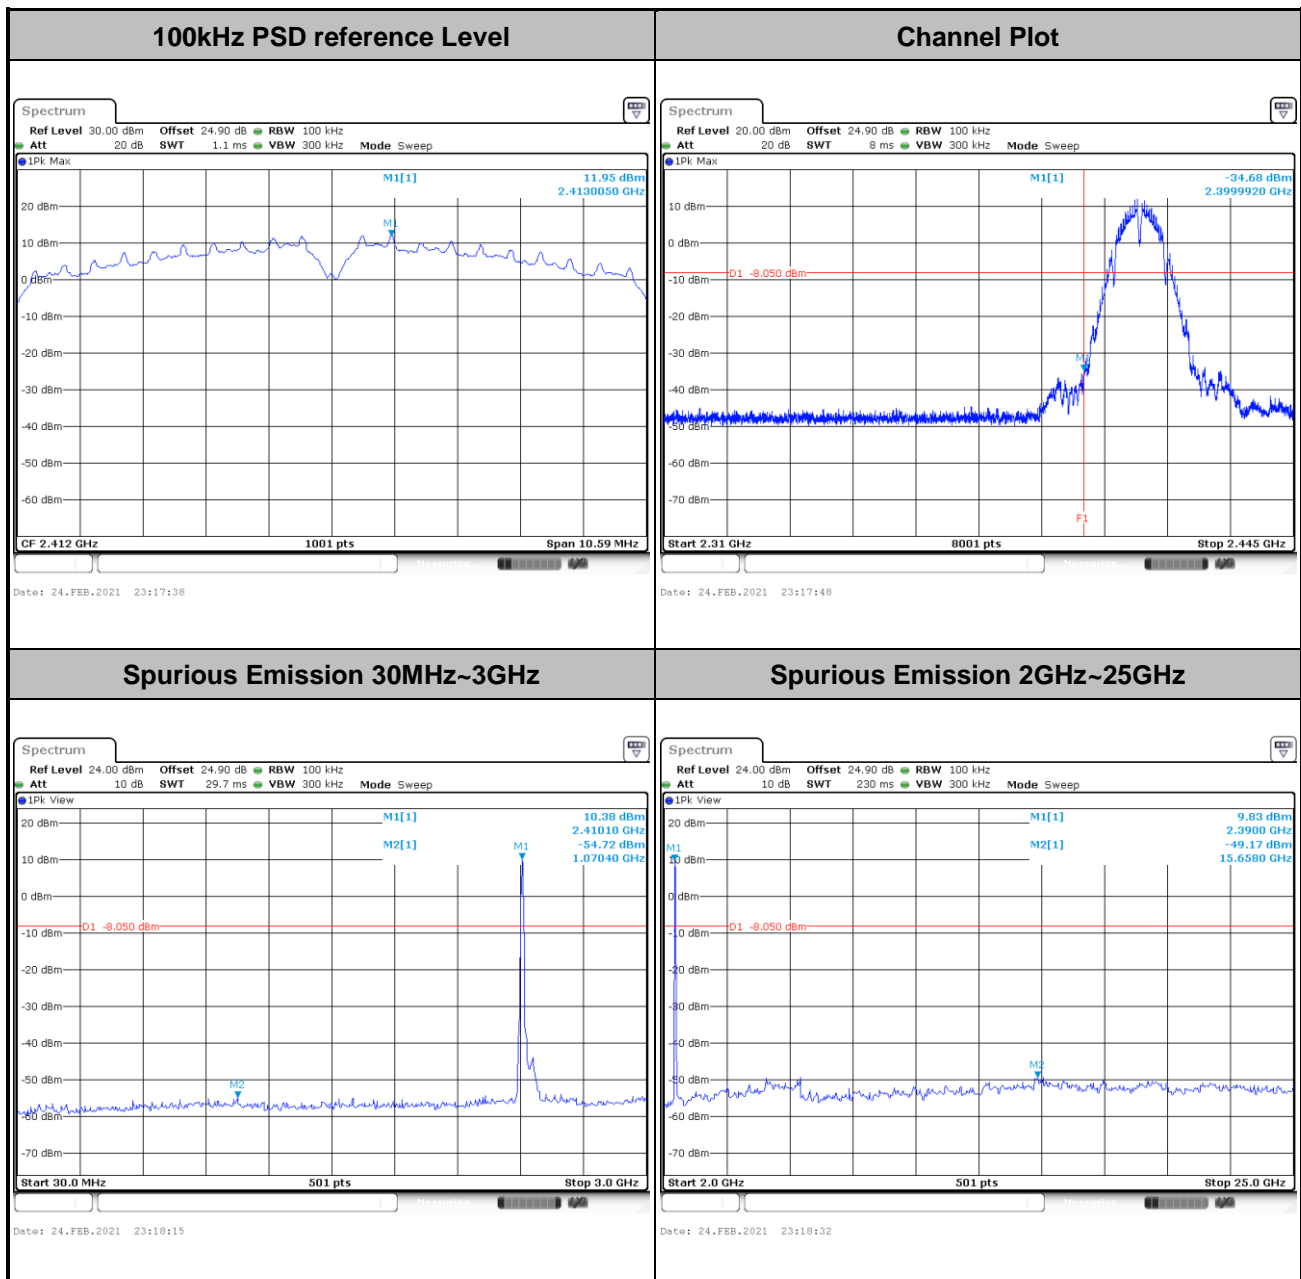 100kHz PSD reference Level
Channel Plot
Spectrum
Ref Level 30.00 dBm Offset 24.90 dB RBW 100 kHz
Att 20 dB SWT 1.1 ms VBW 300 kHz Mode Sweep
1Pk Max
M1[1] 11.95 dBm
2.4130050 GHz
M1
20 dBm
10 dBm
0 dBm
-10 dBm
-20 dBm
-30 dBm
-40 dBm
-50 dBm
-60 dBm
CF 2.412 GHz 1001 pts Span 10.59 MHz
Measuring
Date: 24.FEB.2021 23:17:38
Spectrum
Ref Level 20.00 dBm Offset 24.90 dB RBW 100 kHz
Att 20 dB SWT 8 ms VBW 300 kHz Mode Sweep
1Pk Max
M1[1] -34.68 dBm
2.3999920 GHz
10 dBm
0 dBm
D1 -8.050 dBm
-10 dBm
-20 dBm
-30 dBm
-40 dBm
-50 dBm
-60 dBm
-70 dBm
F1
Start 2.31 GHz 8001 pts Stop 2.445 GHz
Measuring
Date: 24.FEB.2021 23:17:48
Spurious Emission 30MHz~3GHz
Spurious Emission 2GHz~25GHz
Spectrum
Ref Level 24.00 dBm Offset 24.90 dB RBW 100 kHz
Att 10 dB SWT 29.7 ms VBW 300 kHz Mode Sweep
1Pk View
M1[1] 10.38 dBm
2.41010 GHz
M2[1] -54.72 dBm
1.07040 GHz
M1
20 dBm
10 dBm
0 dBm
D1 -8.050 dBm
-10 dBm
-20 dBm
-30 dBm
-40 dBm
-50 dBm
M2
-60 dBm
-70 dBm
Start 30.0 MHz 501 pts Stop 3.0 GHz
Measuring
Date: 24.FEB.2021 23:18:15
Spectrum
Ref Level 24.00 dBm Offset 24.90 dB RBW 100 kHz
Att 10 dB SWT 230 ms VBW 300 kHz Mode Sweep
1Pk View
M1[1] 9.83 dBm
2.3900 GHz
M2[1] -49.17 dBm
15.6580 GHz
20 dBm
M1
10 dBm
0 dBm
D1 -8.050 dBm
-10 dBm
-20 dBm
-30 dBm
-40 dBm
M2
-50 dBm
-60 dBm
-70 dBm
Start 2.0 GHz 501 pts Stop 25.0 GHz
Measuring
Date: 24.FEB.2021 23:18:32